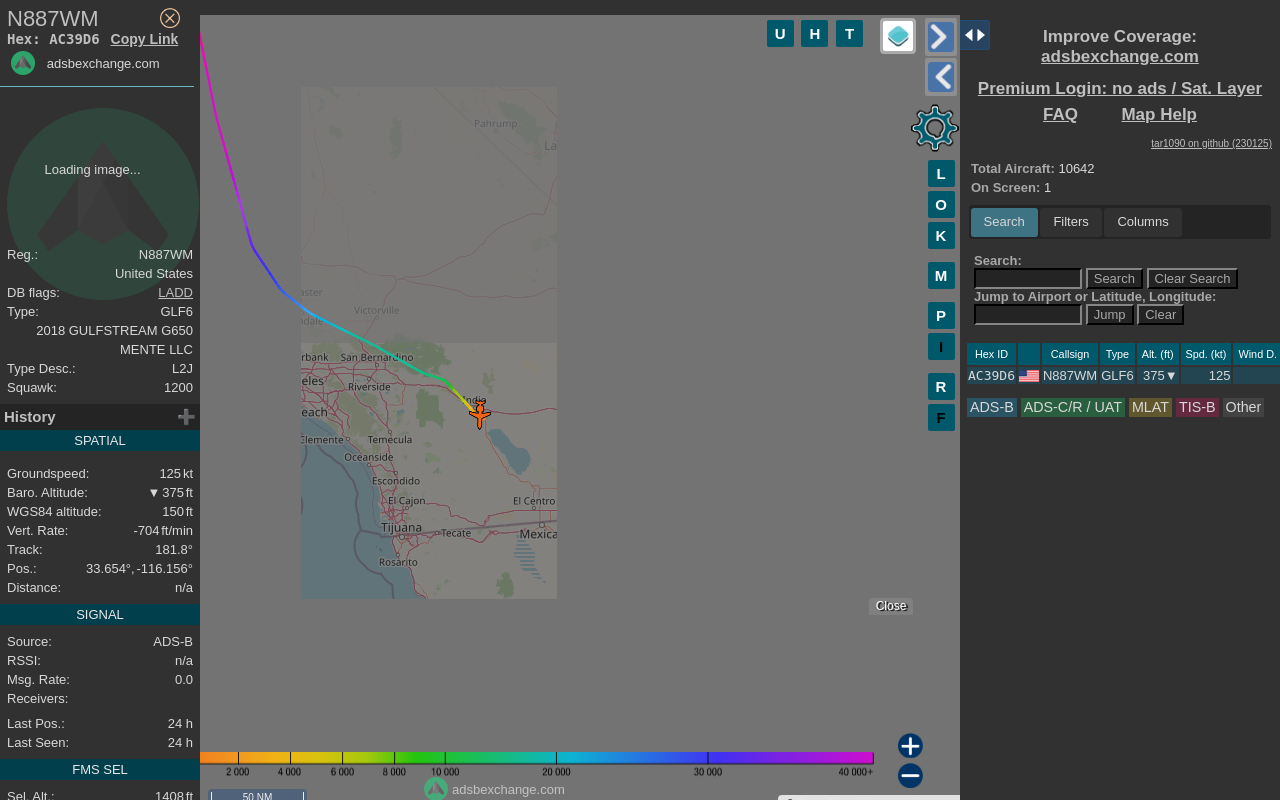 N887WM
Hex: AC39D6 Copy Link
adsbexchange.com
Loading image...
Reg.: N887WM
United States
DB flags: LADD
Type: GLF6
2018 GULFSTREAM G650
MENTE LLC
Type Desc.: L2J
Squawk: 1200
History
SPATIAL
Groundspeed: 125 kt
Baro. Altitude: ▼ 375 ft
WGS84 altitude: 150 ft
Vert. Rate: -704 ft/min
Track: 181.8°
Pos.: 33.654°, -116.156°
Distance: n/a
SIGNAL
Source: ADS-B
RSSI: n/a
Msg. Rate: 0.0
Receivers:
Last Pos.: 24 h
Last Seen: 24 h
FMS SEL
Sel. Alt.: 1408 ft
U H T
Pahrump
La
aster
ndale
Victorville
rbank San Bernardino
eles
Riverside
Indio
each
Clemente Temecula
Oceanside
Escondido
El Cajon El Centro
Tijuana Tecate Mexica
Rosarito
L
O
K
M
P
I
R
F
Close
2 000 4 000 6 000 8 000 10 000 20 000 30 000 40 000+
adsbexchange.com
50 NM
Improve Coverage:
adsbexchange.com
Premium Login: no ads / Sat. Layer
FAQ Map Help
tar1090 on github (230125)
Total Aircraft: 10642
On Screen: 1
Search Filters Columns
Search:
Search Clear Search
Jump to Airport or Latitude, Longitude:
Jump Clear
Hex ID Callsign Type Alt. (ft) Spd. (kt) Wind D.
AC39D6 N887WM GLF6 375▼ 125
ADS-B ADS-C/R / UAT MLAT TIS-B Other